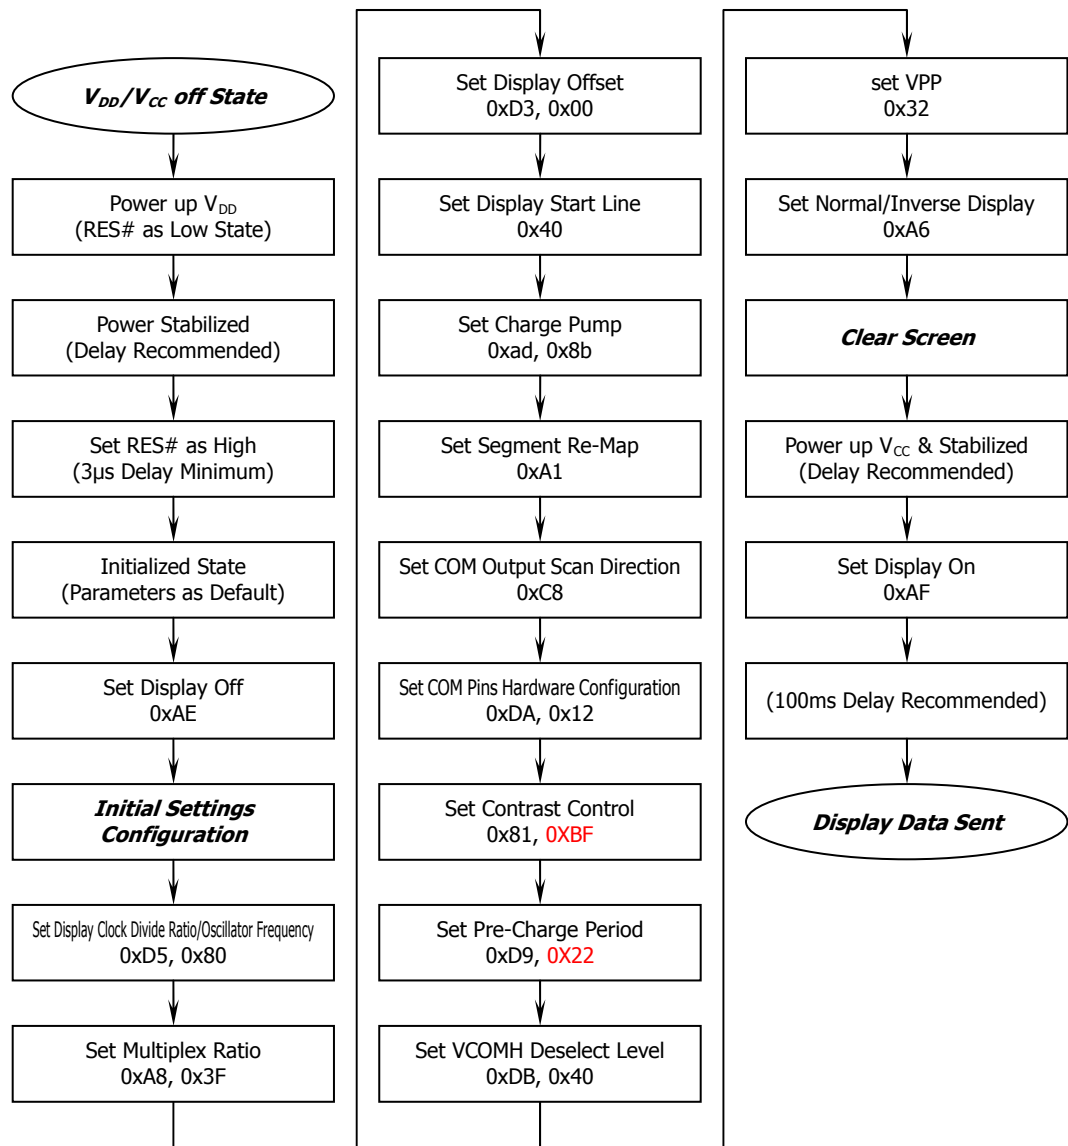 V_DD/V_CC off State
Power up V_DD
(RES# as Low State)
Power Stabilized
(Delay Recommended)
Set RES# as High
(3µs Delay Minimum)
Initialized State
(Parameters as Default)
Set Display Off
0xAE
Initial Settings
Configuration
Set Display Clock Divide Ratio/Oscillator Frequency
0xD5, 0x80
Set Multiplex Ratio
0xA8, 0x3F
Set Display Offset
0xD3, 0x00
Set Display Start Line
0x40
Set Charge Pump
0xad, 0x8b
Set Segment Re-Map
0xA1
Set COM Output Scan Direction
0xC8
Set COM Pins Hardware Configuration
0xDA, 0x12
Set Contrast Control
0x81, 0XBF
Set Pre-Charge Period
0xD9, 0X22
Set VCOMH Deselect Level
0xDB, 0x40
set VPP
0x32
Set Normal/Inverse Display
0xA6
Clear Screen
Power up V_CC & Stabilized
(Delay Recommended)
Set Display On
0xAF
(100ms Delay Recommended)
Display Data Sent